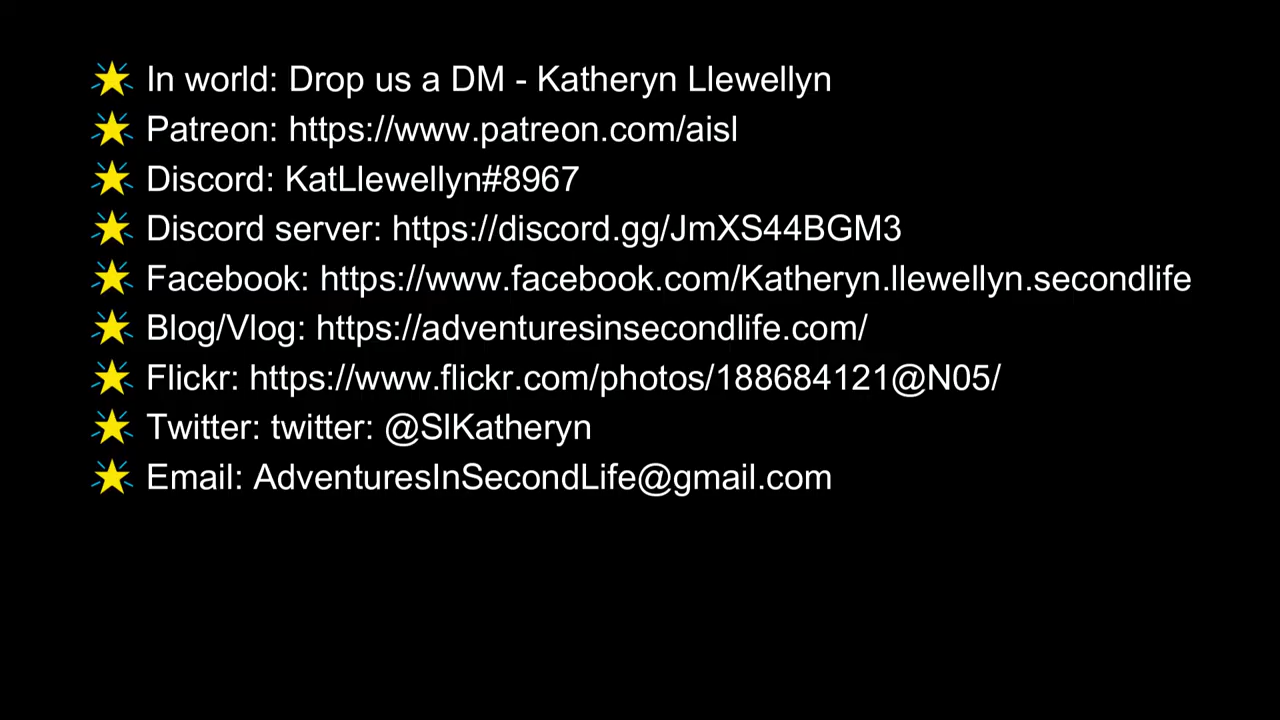 In world: Drop us a DM - Katheryn Llewellyn
Patreon: https://www.patreon.com/aisl
Discord: KatLlewellyn#8967
Discord server: https://discord.gg/JmXS44BGM3
Facebook: https://www.facebook.com/Katheryn.llewellyn.secondlife
Blog/Vlog: https://adventuresinsecondlife.com/
Flickr: https://www.flickr.com/photos/188684121@N05/
Twitter: twitter: @SlKatheryn
Email: AdventuresInSecondLife@gmail.com